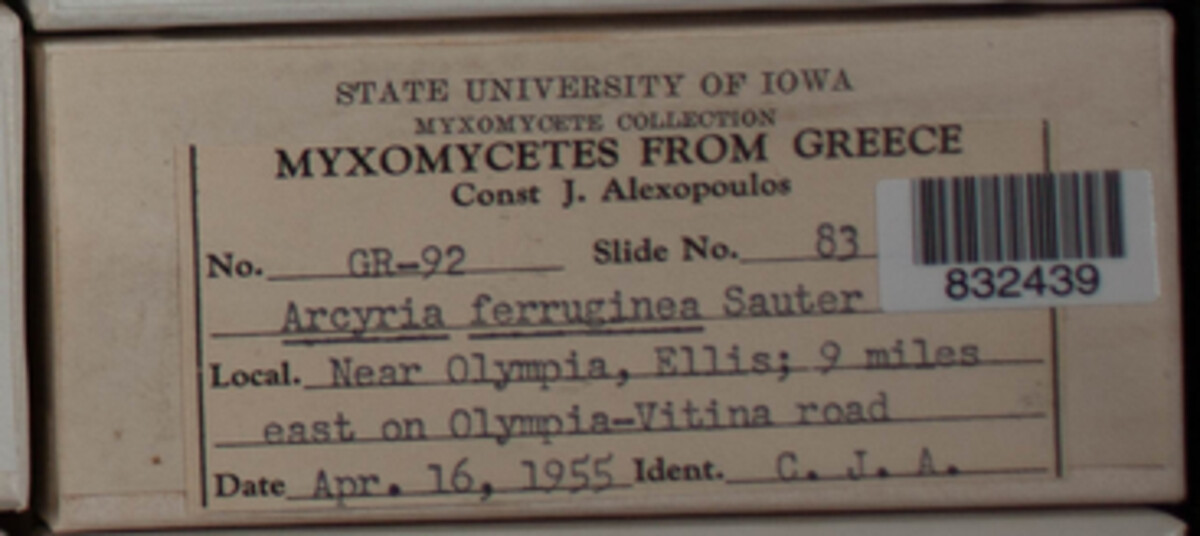 STATE UNIVERSITY OF IOWA
MYXOMYCETE COLLECTION
MYXOMYCETES FROM GREECE
Const J. Alexopoulos
No. GR-92 Slide No. 83
832439
Arcyria ferruginea Sauter
Local. Near Olympia, Ellis; 9 miles
east on Olympia-Vitina road
Date Apr. 16, 1955 Ident. C. J. A.